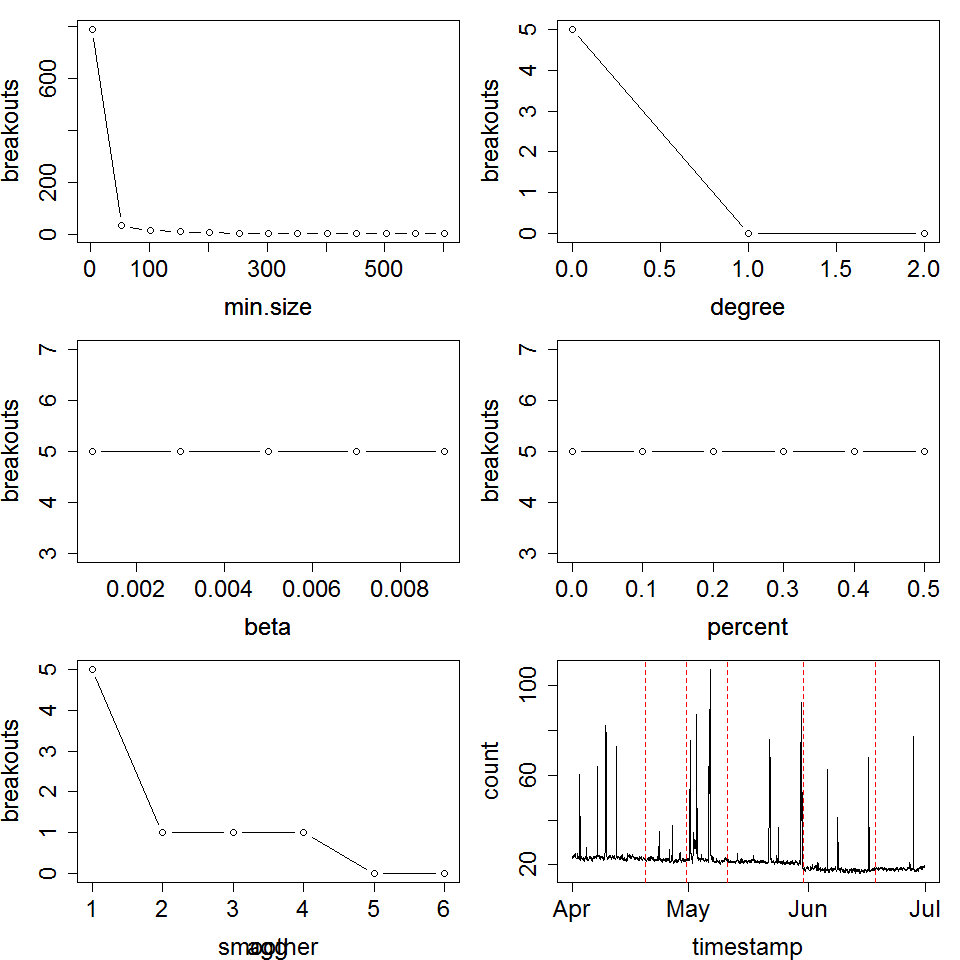 breakouts
0 200 600
0 100 300 500
min.size
breakouts
0 1 2 3 4 5
0.0 0.5 1.0 1.5 2.0
degree
breakouts
3 4 5 6 7
0.002 0.004 0.006 0.008
beta
breakouts
3 4 5 6 7
0.0 0.1 0.2 0.3 0.4 0.5
percent
breakouts
0 1 2 3 4 5
1 2 3 4 5 6
count
20 60 100
Apr May Jun Jul
timestamp